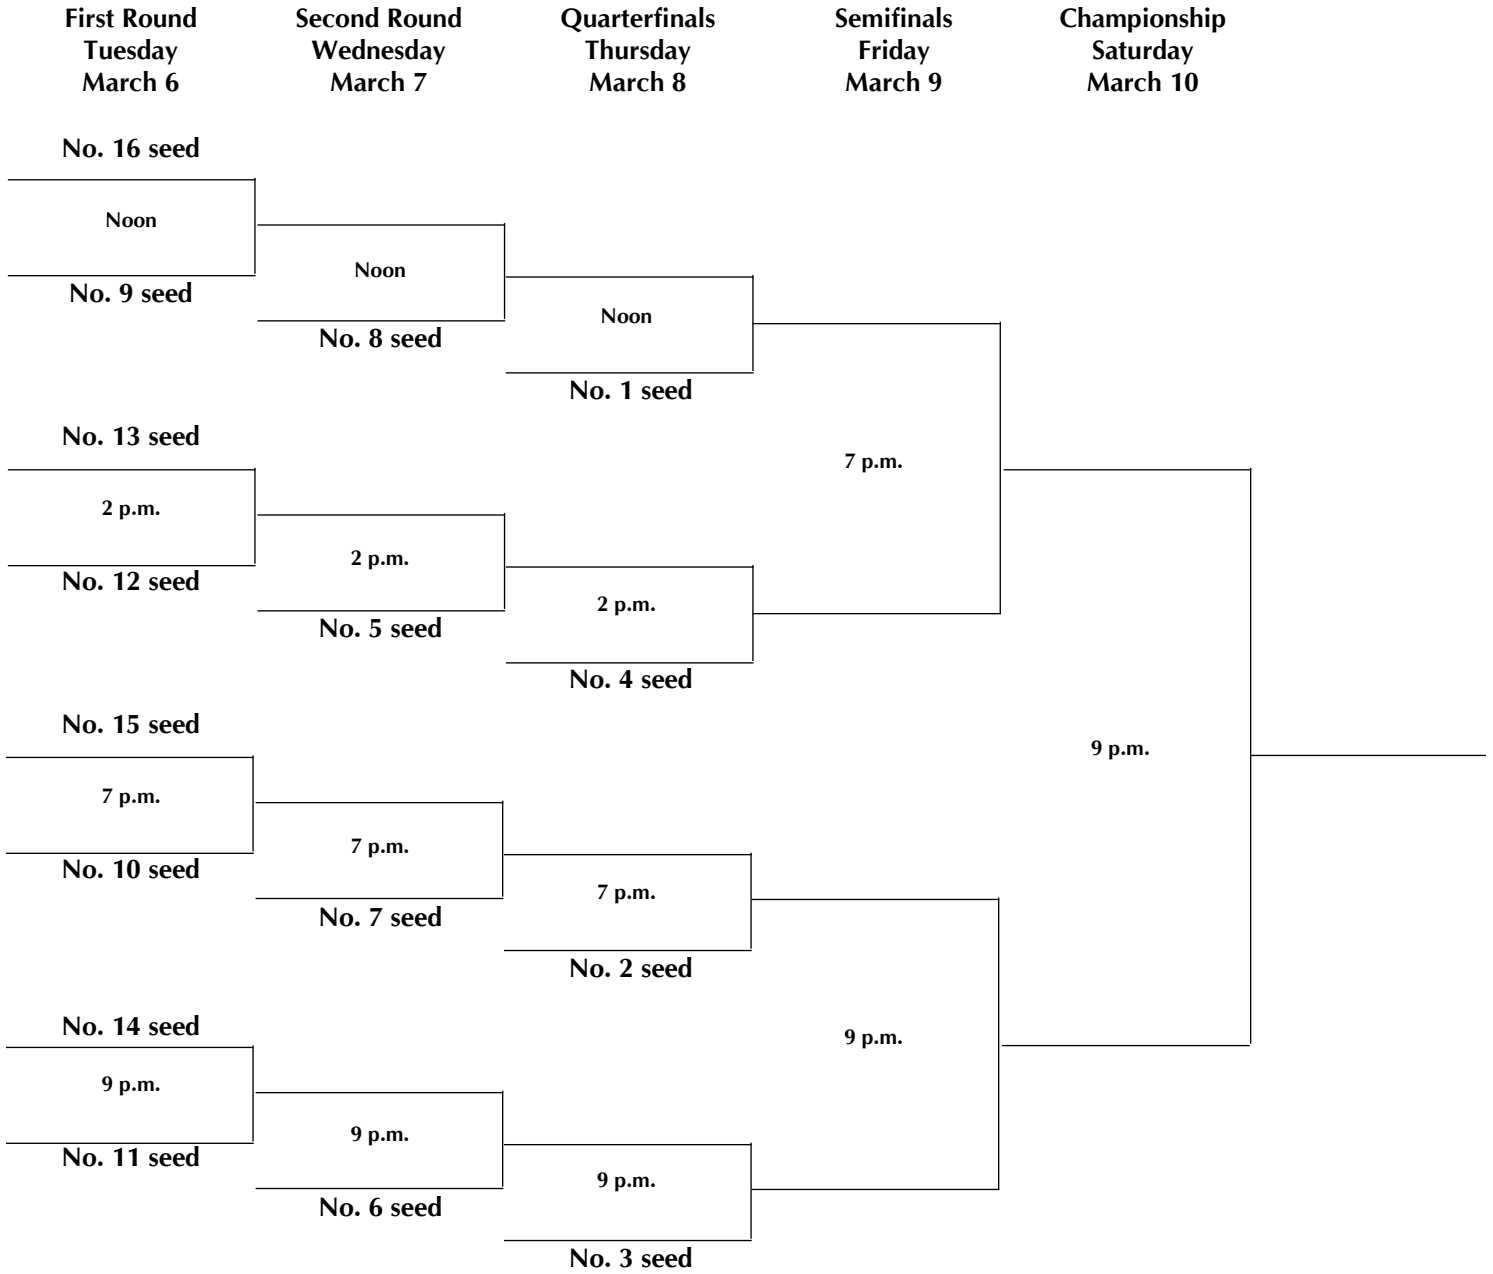 First Round
Tuesday
March 6
Second Round
Wednesday
March 7
Quarterfinals
Thursday
March 8
Semifinals
Friday
March 9
Championship
Saturday
March 10
No. 16 seed
Noon
No. 9 seed
Noon
No. 8 seed
Noon
No. 1 seed
No. 13 seed
2 p.m.
No. 12 seed
2 p.m.
No. 5 seed
2 p.m.
No. 4 seed
7 p.m.
No. 15 seed
7 p.m.
No. 10 seed
7 p.m.
No. 7 seed
7 p.m.
No. 2 seed
No. 14 seed
9 p.m.
No. 11 seed
9 p.m.
No. 6 seed
9 p.m.
No. 3 seed
9 p.m.
9 p.m.